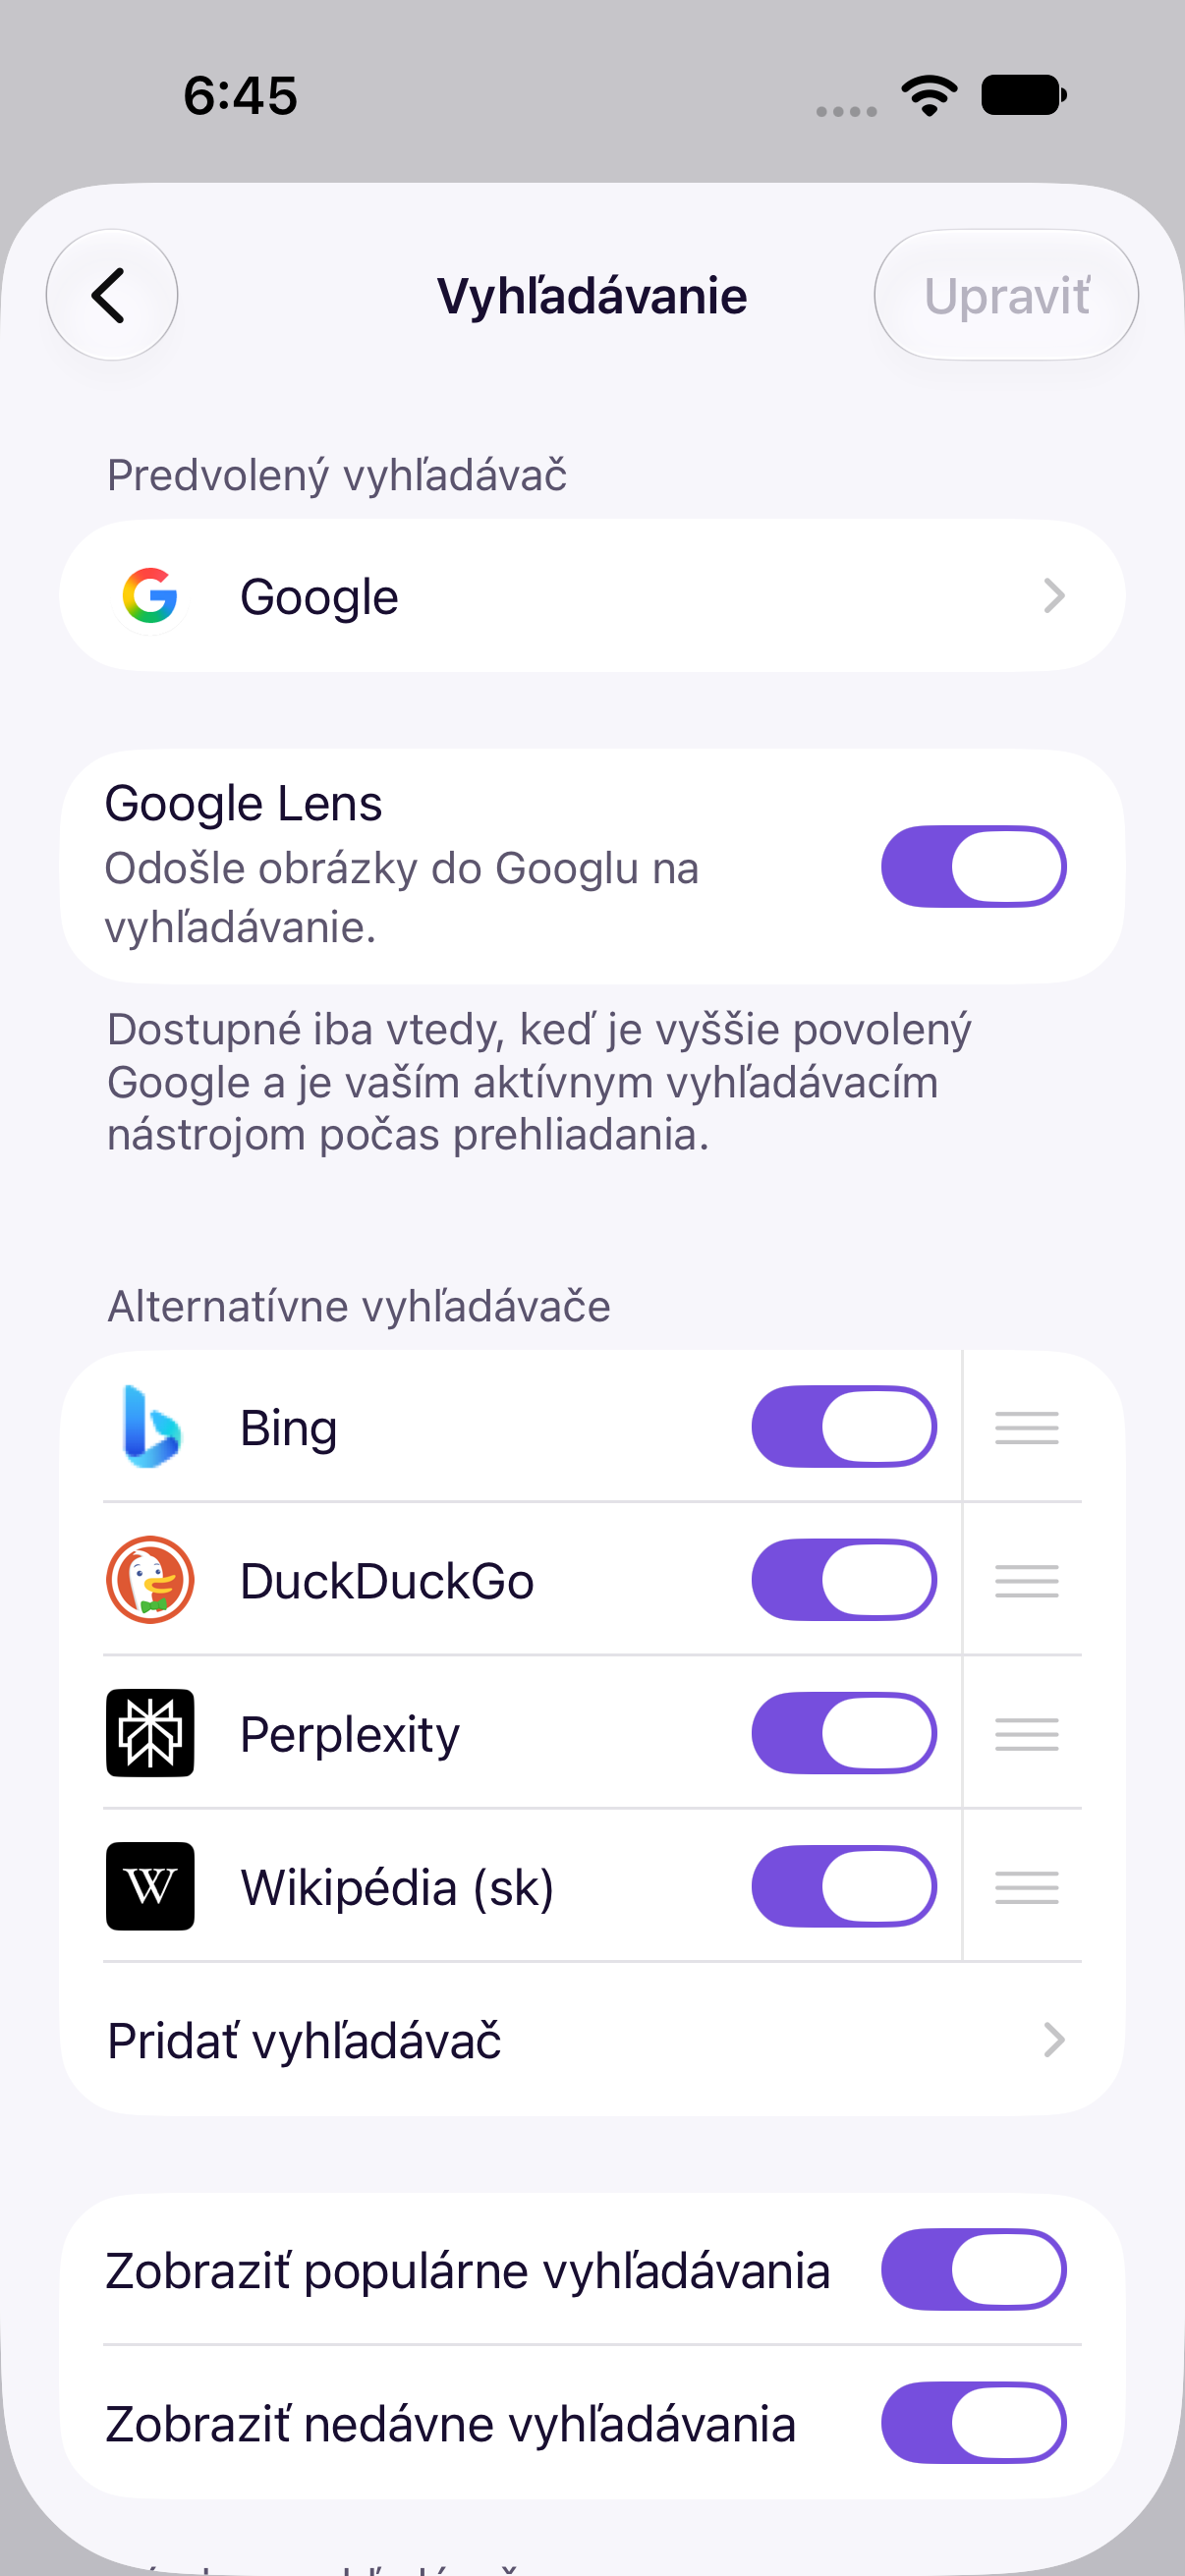 6:45
Vyhľadávanie
Upraviť
Predvolený vyhľadávač
Google
Google Lens
Odošle obrázky do Googlu na
vyhľadávanie.
Dostupné iba vtedy, keď je vyššie povolený
Google a je vaším aktívnym vyhľadávacím
nástrojom počas prehliadania.
Alternatívne vyhľadávače
Bing
DuckDuckGo
Perplexity
W
Wikipédia (sk)
Pridať vyhľadávač
Zobraziť populárne vyhľadávania
Zobraziť nedávne vyhľadávania